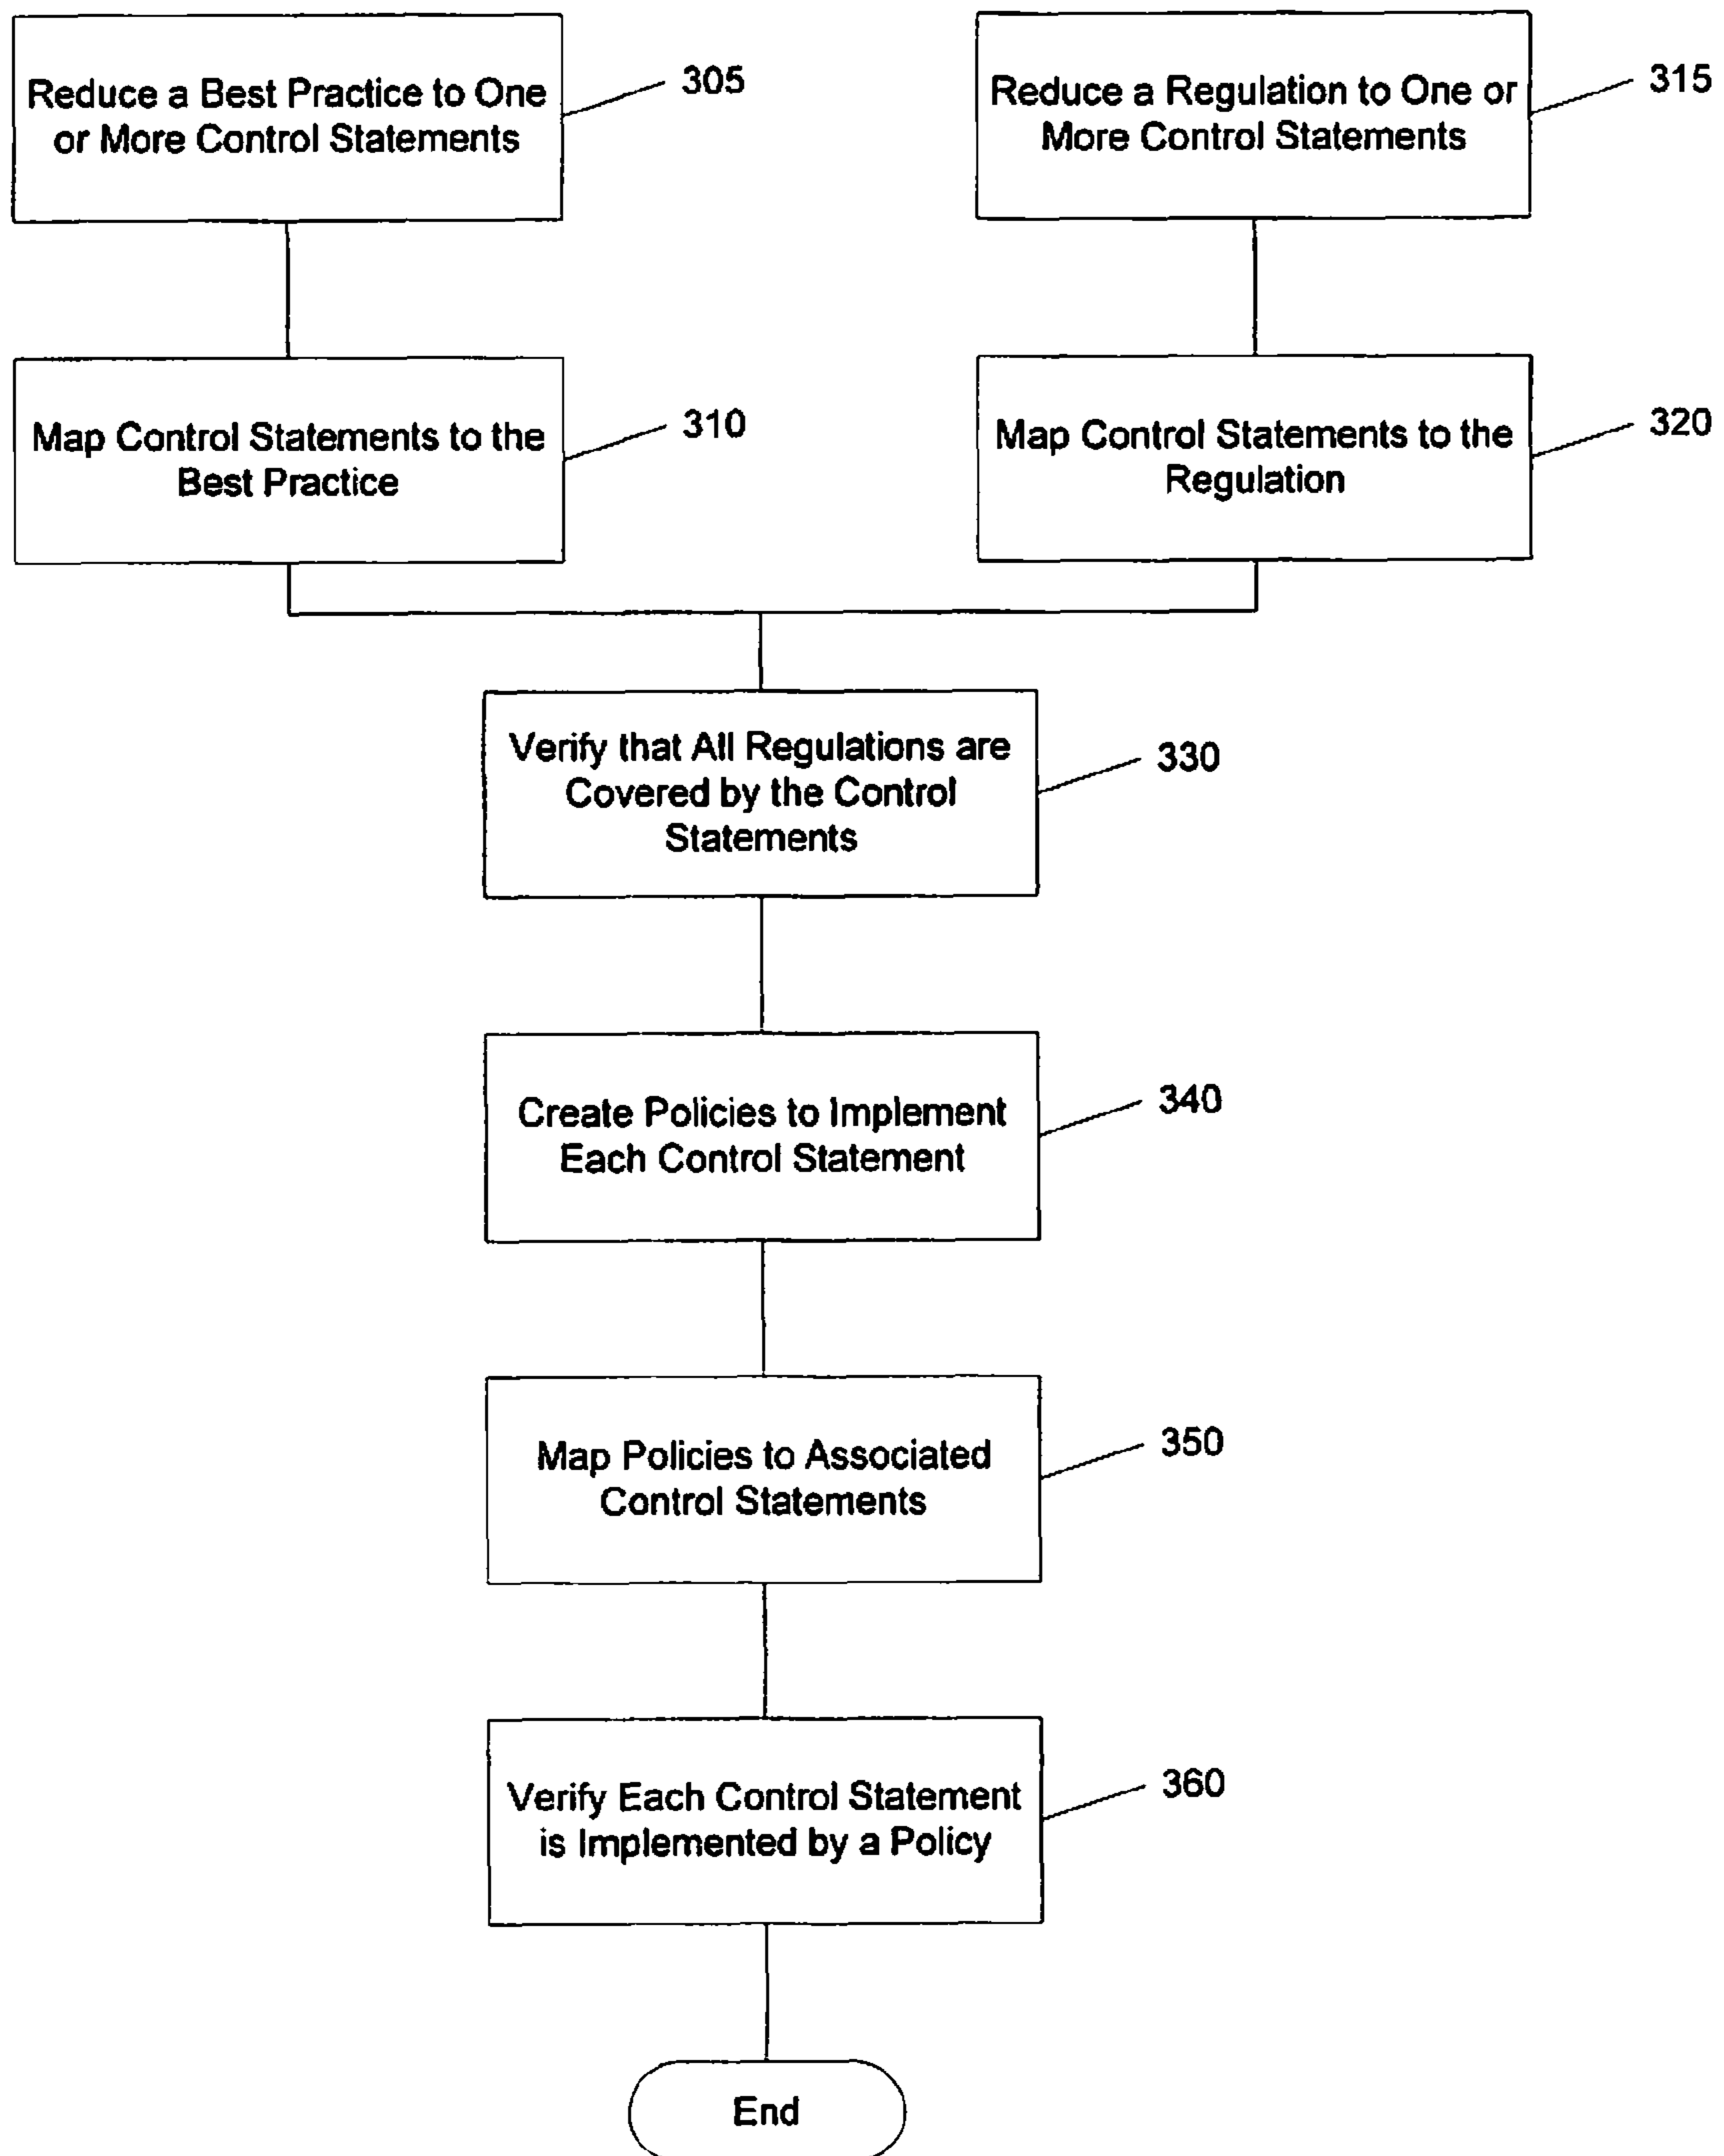 Reduce a Best Practice to One
or More Control Statements
305
Reduce a Regulation to One or
More Control Statements
315
Map Control Statements to the
Best Practice
310
Map Control Statements to the
Regulation
320
Verify that All Regulations are
Covered by the Control
Statements
330
Create Policies to Implement
Each Control Statement
340
Map Policies to Associated
Control Statements
350
Verify Each Control Statement
is Implemented by a Policy
360
End